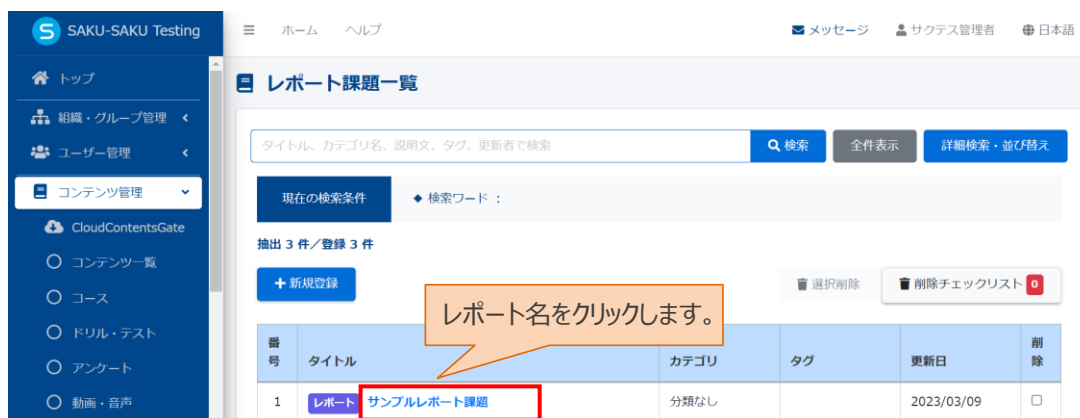 S SAKU-SAKU Testing
ホーム ヘルプ
メッセージ サクテス管理者 日本語
トップ
組織・グループ管理
ユーザー管理
コンテンツ管理
CloudContentsGate
コンテンツ一覧
コース
ドリル・テスト
アンケート
動画・音声
レポート課題一覧
タイトル、カテゴリ名、説明文、タグ、更新者で検索 検索 全件表示 詳細検索・並び替え
現在の検索条件 ◆ 検索ワード :
抽出 3 件/登録 3 件
+ 新規登録 選択削除 削除チェックリスト 0
レポート名をクリックします。
番号 タイトル カテゴリ タグ 更新日 削除
1 レポート サンプルレポート課題 分類なし 2023/03/09